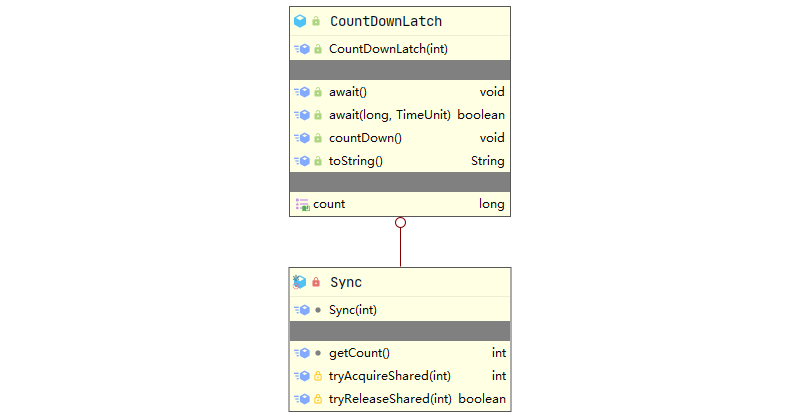 CountDownLatch
CountDownLatch(int)
await() void
await(long, TimeUnit) boolean
countDown() void
toString() String
count long
Sync
Sync(int)
getCount() int
tryAcquireShared(int) int
tryReleaseShared(int) boolean